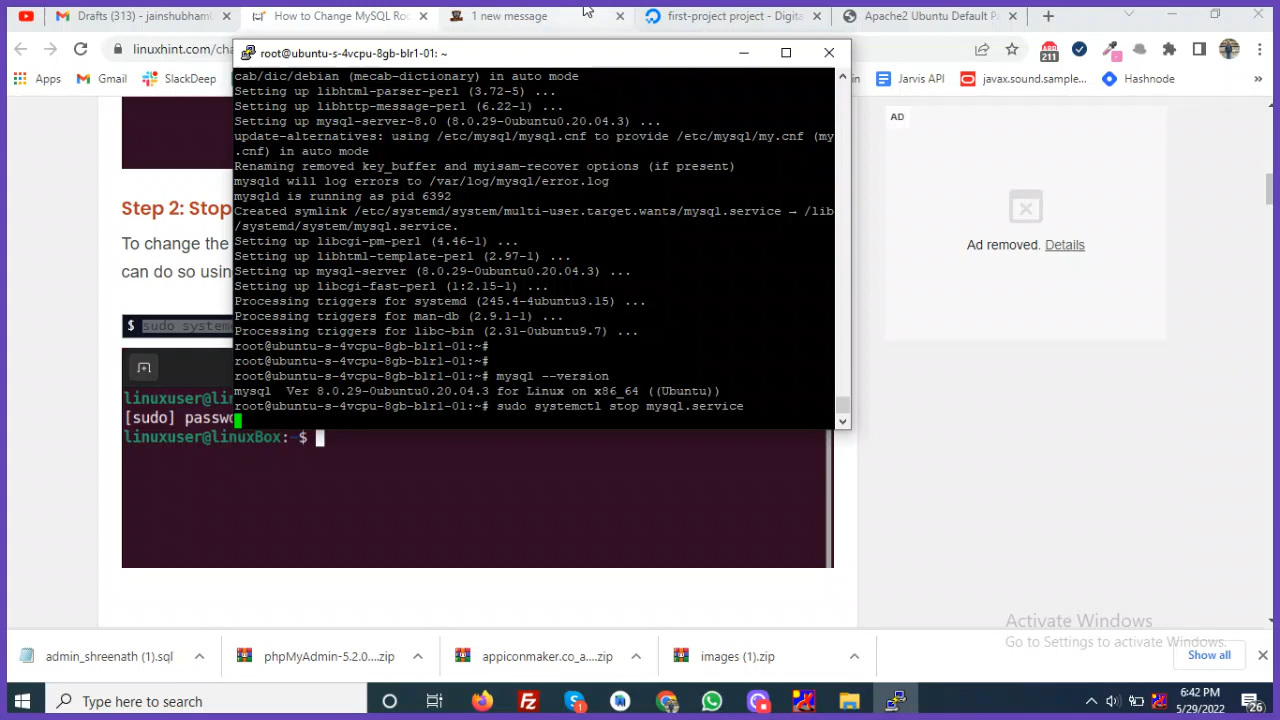 Drafts (313) - jainshubhaml
How to Change MySQL Roo
1 new message
first-project project - Digita
Apache2 Ubuntu Default Pa
linuxhint.com/cha
211
Apps
Gmail
SlackDeep
Jarvis API
javax.sound.sample...
Hashnode
»
root@ubuntu-s-4vcpu-8gb-blr1-01: ~
cab/dic/debian (mecab-dictionary) in auto mode
Setting up libhtml-parser-perl (3.72-5) ...
Setting up libhttp-message-perl (6.22-1) ...
Setting up mysql-server-8.0 (8.0.29-0ubuntu0.20.04.3) ...
update-alternatives: using /etc/mysql/mysql.cnf to provide /etc/mysql/my.cnf (my
.cnf) in auto mode
Renaming removed key_buffer and myisam-recover options (if present)
mysqld will log errors to /var/log/mysql/error.log
mysqld is running as pid 6392
Created symlink /etc/systemd/system/multi-user.target.wants/mysql.service → /lib
/systemd/system/mysql.service.
Setting up libcgi-pm-perl (4.46-1) ...
Setting up libhtml-template-perl (2.97-1) ...
Setting up mysql-server (8.0.29-0ubuntu0.20.04.3) ...
Setting up libcgi-fast-perl (1:2.15-1) ...
Processing triggers for systemd (245.4-4ubuntu3.15) ...
Processing triggers for man-db (2.9.1-1) ...
Processing triggers for libc-bin (2.31-0ubuntu9.7) ...
root@ubuntu-s-4vcpu-8gb-blr1-01:~#
root@ubuntu-s-4vcpu-8gb-blr1-01:~#
root@ubuntu-s-4vcpu-8gb-blr1-01:~# mysql --version
mysql  Ver 8.0.29-0ubuntu0.20.04.3 for Linux on x86_64 ((Ubuntu))
root@ubuntu-s-4vcpu-8gb-blr1-01:~# sudo systemctl stop mysql.service
Step 2: Stop
To change the
can do so usin
$ sudo system
linuxuser@lin
[sudo] passwo
linuxuser@linuxBox:~$
AD
Ad removed. Details
Activate Windows
Go to Settings to activate Windows.
admin_shreenath (1).sql
phpMyAdmin-5.2.0....zip
appiconmaker.co_a....zip
images (1).zip
Show all
Type here to search
1
6:42 PM
5/29/2022
26